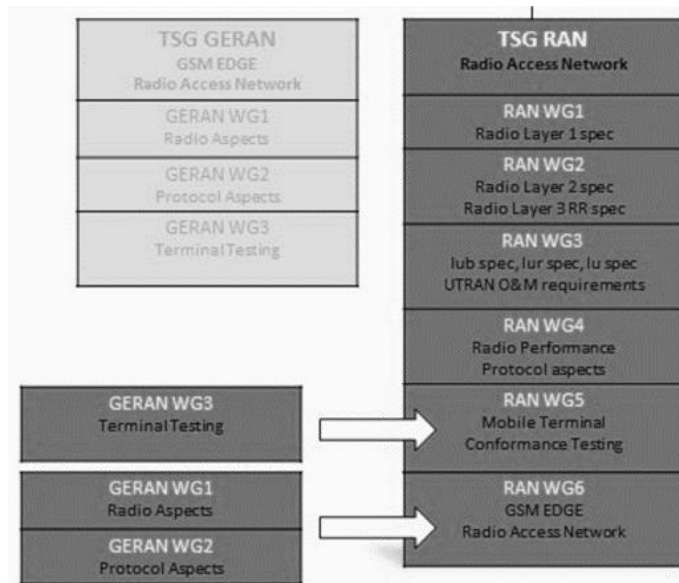 TSG GERAN
GSM EDGE
Radio Access Network
GERAN WG1
Radio Aspects
GERAN WG2
Protocol Aspects
GERAN WG3
Terminal Testing
TSG RAN
Radio Access Network
RAN WG1
Radio Layer 1 spec
RAN WG2
Radio Layer 2 spec
Radio Layer 3 RR spec
RAN WG3
Iub spec, Iur spec, Iu spec
UTRAN O&M requirements
RAN WG4
Radio Performance
Protocol aspects
RAN WG5
Mobile Terminal
Conformance Testing
RAN WG6
GSM EDGE
Radio Access Network
GERAN WG3
Terminal Testing
GERAN WG1
Radio Aspects
GERAN WG2
Protocol Aspects